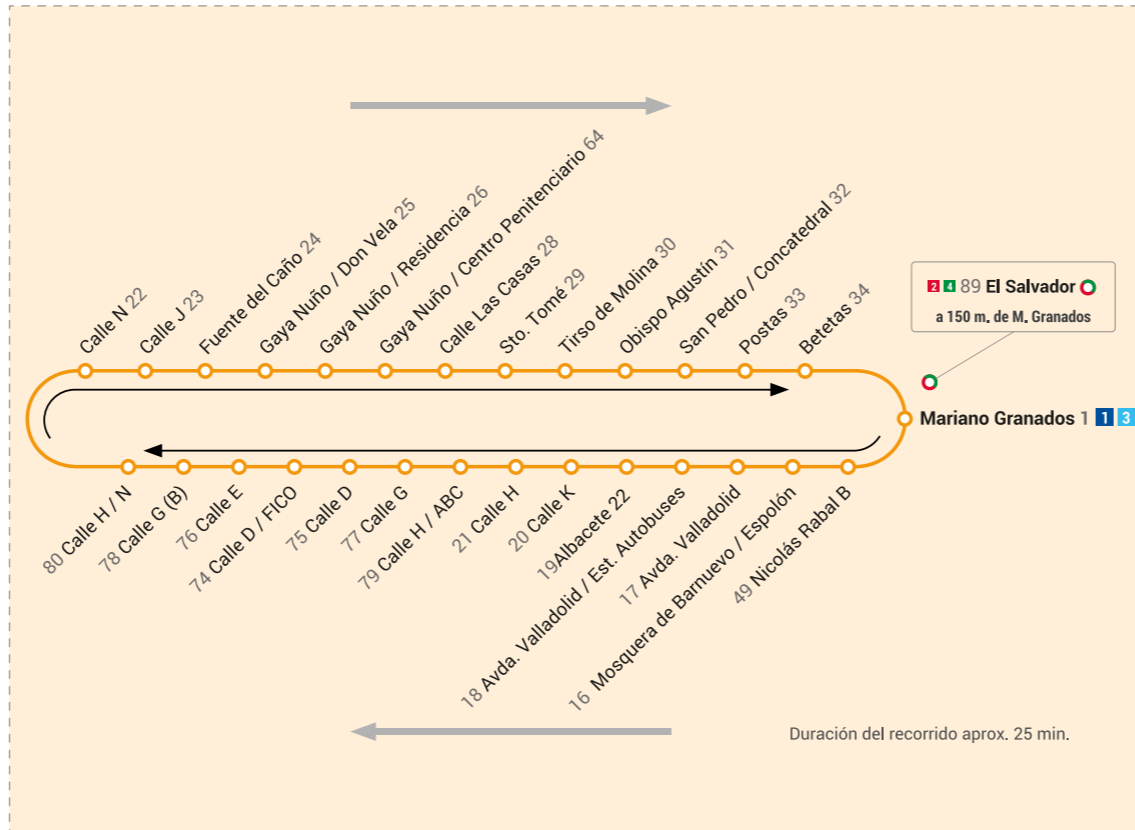 Calle N 22
Calle J 23
Fuente del Caño 24
Gaya Nuño / Don Vela 25
Gaya Nuño / Residencia 26
Gaya Nuño / Centro Penitenciario 64
Calle Las Casas 28
Sto. Tomé 29
Tirso de Molina 30
Obispo Agustín 31
San Pedro / Concatedral 32
Postas 33
Betetas 34
2 4 89 El Salvador
a 150 m. de M. Granados
Mariano Granados 1 1 3
80 Calle H / N
78 Calle G (B)
76 Calle E
74 Calle D / FICO
75 Calle D
77 Calle G
79 Calle H / ABC
21 Calle H
20 Calle K
19Albacete 22
18 Avda. Valladolid / Est. Autobuses
17 Avda. Valladolid
16 Mosquera de Barnuevo / Espolón
49 Nicolás Rabal B
Duración del recorrido aprox. 25 min.